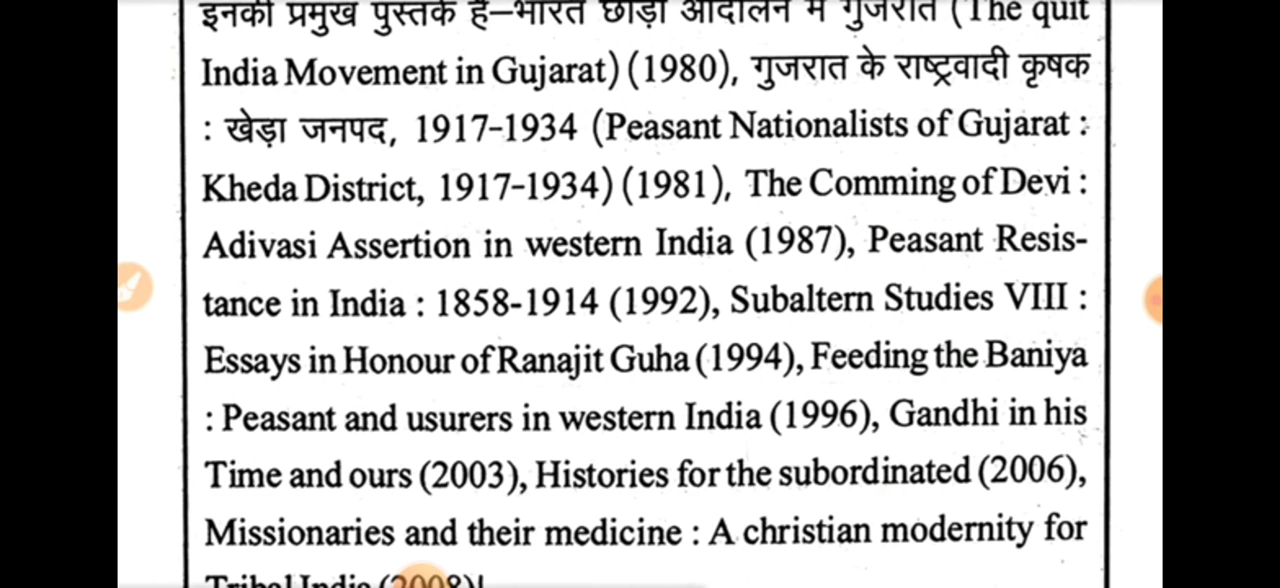 इनकी प्रमुख पुस्तकें हैं–भारत छोड़ो आंदोलन में गुजरात (The quit
India Movement in Gujarat) (1980), गुजरात के राष्ट्रवादी कृषक
: खेड़ा जनपद, 1917-1934 (Peasant Nationalists of Gujarat :
Kheda District, 1917-1934) (1981), The Comming of Devi :
Adivasi Assertion in western India (1987), Peasant Resis-
tance in India : 1858-1914 (1992), Subaltern Studies VIII :
Essays in Honour of Ranajit Guha (1994), Feeding the Baniya
: Peasant and usurers in western India (1996), Gandhi in his
Time and ours (2003), Histories for the subordinated (2006),
Missionaries and their medicine : A christian modernity for
Tribal India (2008)।